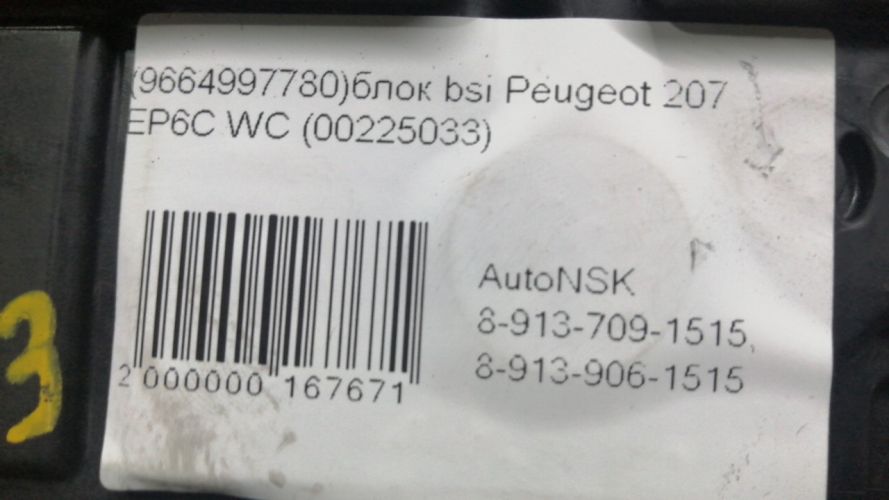 (9664997780)блок bsi Peugeot 207
EP6C WC (00225033)
AutoNSK
8-913-709-1515,
8-913-906-1515
2 000000 167671
3